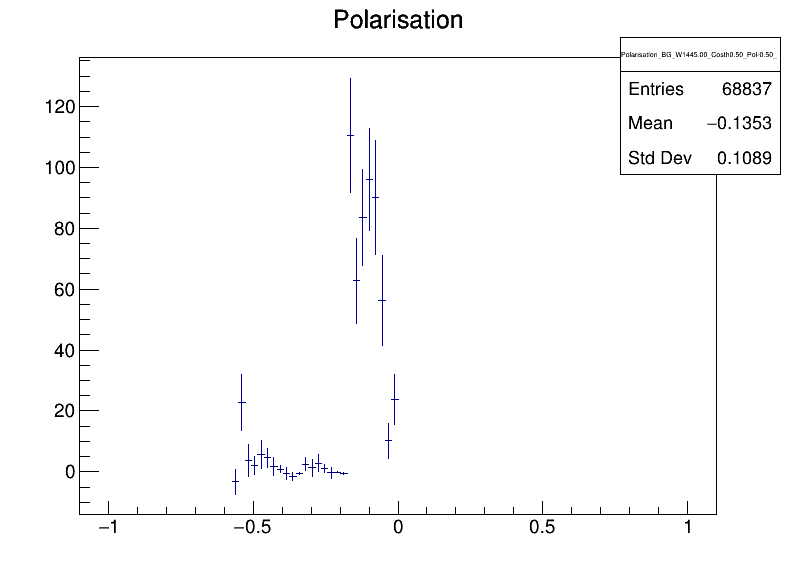 Polarisation
Polarisation_BG_W1445.00_Costh0.50_Pol-0.50_
Entries 68837
Mean −0.1353
Std Dev 0.1089
120
100
80
60
40
20
0
−1 −0.5 0 0.5 1